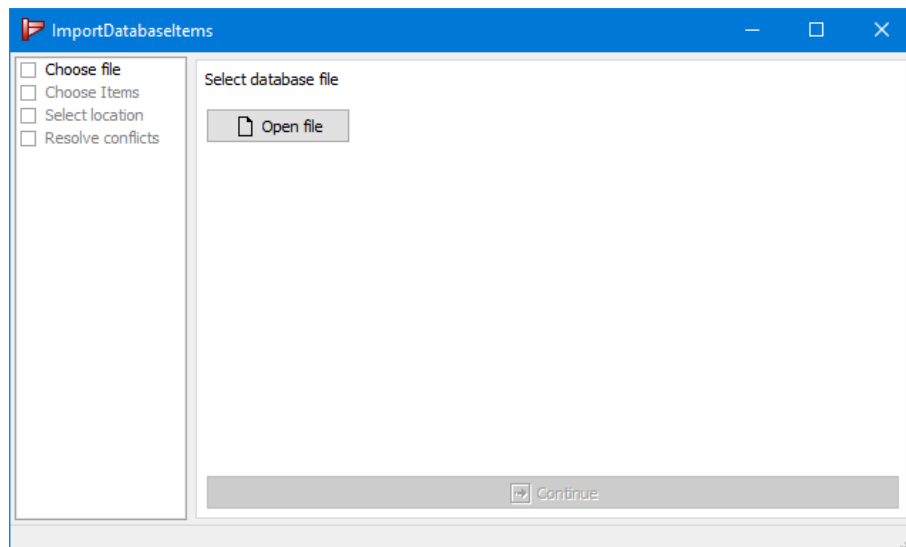 ImportDatabaseItems
Choose file
Choose Items
Select location
Resolve conflicts
Select database file
Open file
Continue